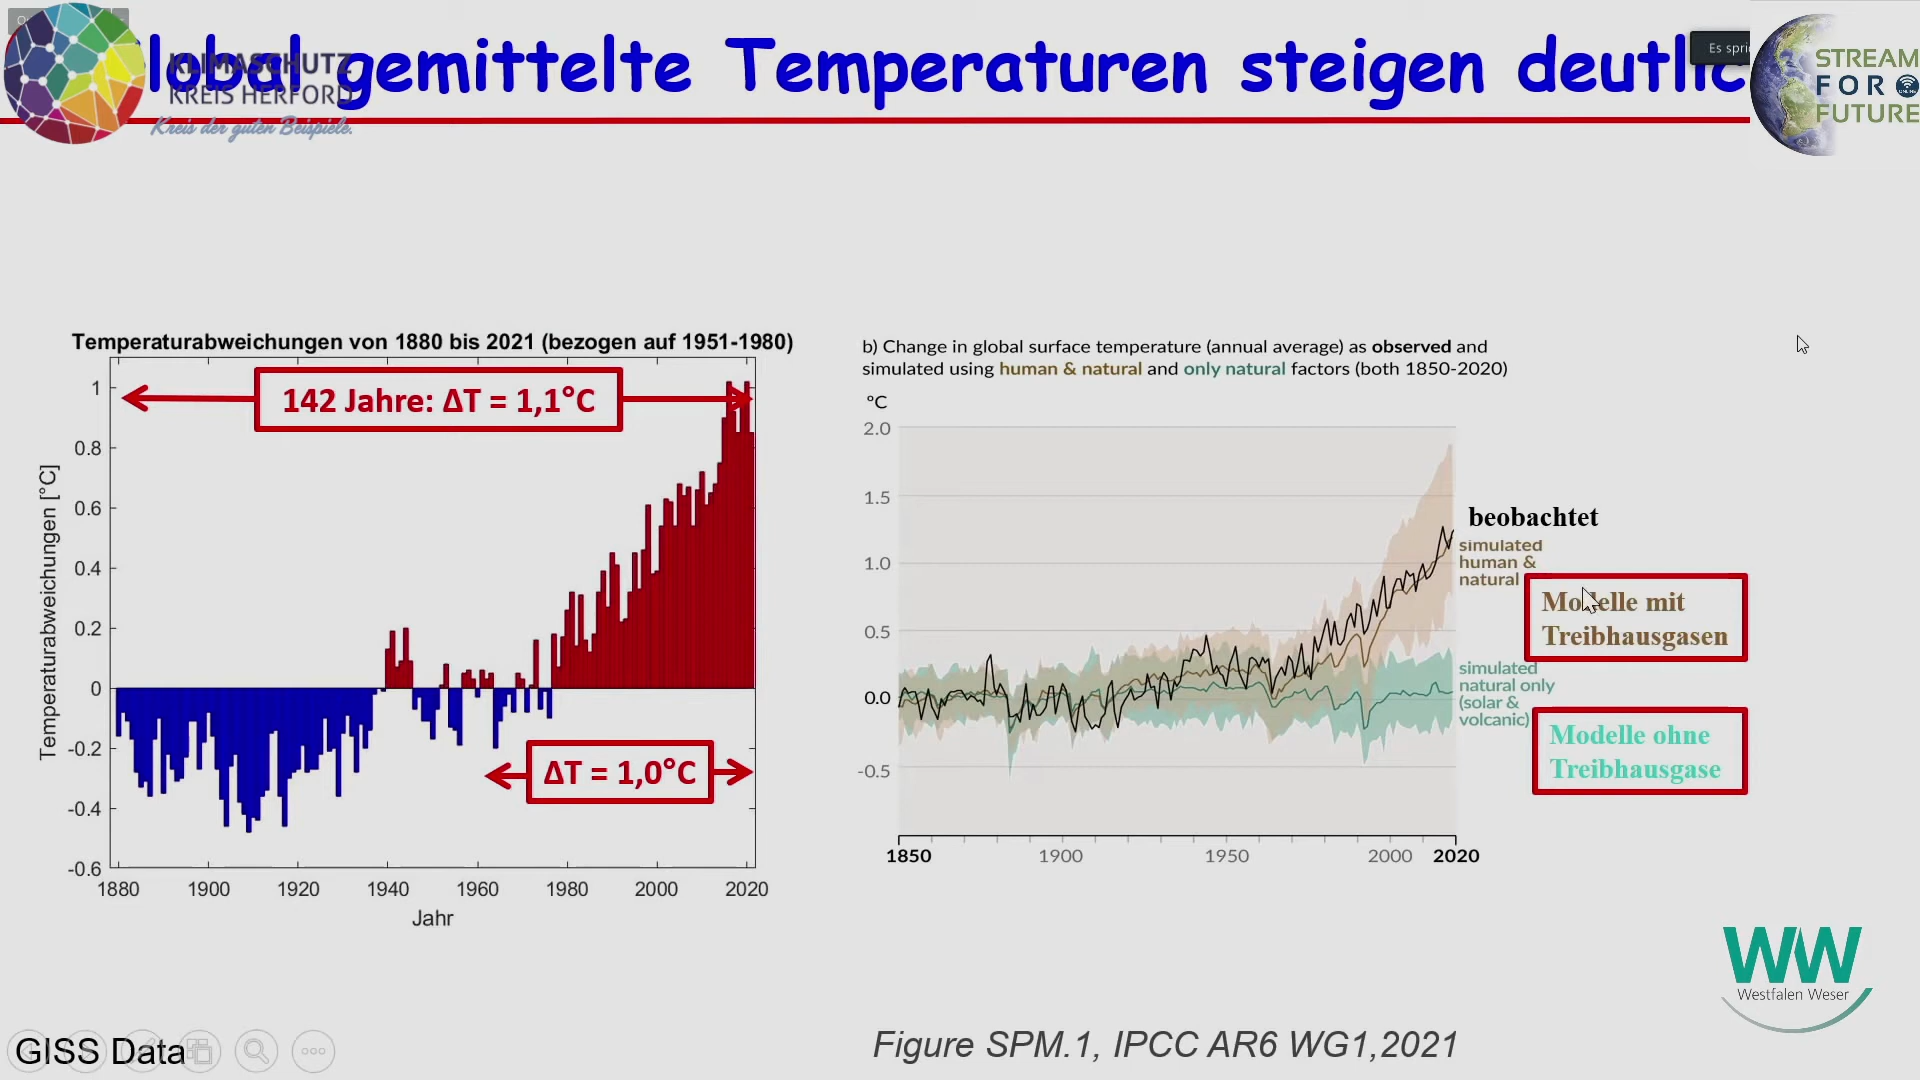 lobal gemittelte Temperaturen steigen deutlic
KLIMASCHUTZ
KREIS HERFORD
Kreis der guten Beispiele.
Es spri
STREAM
FOR
FUTURE
Temperaturabweichungen von 1880 bis 2021 (bezogen auf 1951-1980)
142 Jahre: ΔT = 1,1°C
ΔT = 1,0°C
Temperaturabweichungen [°C]
1
0.8
0.6
0.4
0.2
0
-0.2
-0.4
-0.6
1880 1900 1920 1940 1960 1980 2000 2020
Jahr
b) Change in global surface temperature (annual average) as observed and
simulated using human & natural and only natural factors (both 1850-2020)
°C
2.0
1.5
1.0
0.5
0.0
-0.5
1850 1900 1950 2000 2020
beobachtet
simulated
human &
natural
Modelle mit
Treibhausgasen
simulated
natural only
(solar &
volcanic)
Modelle ohne
Treibhausgase
WW
Westfalen Weser
GISS Data
Figure SPM.1, IPCC AR6 WG1,2021